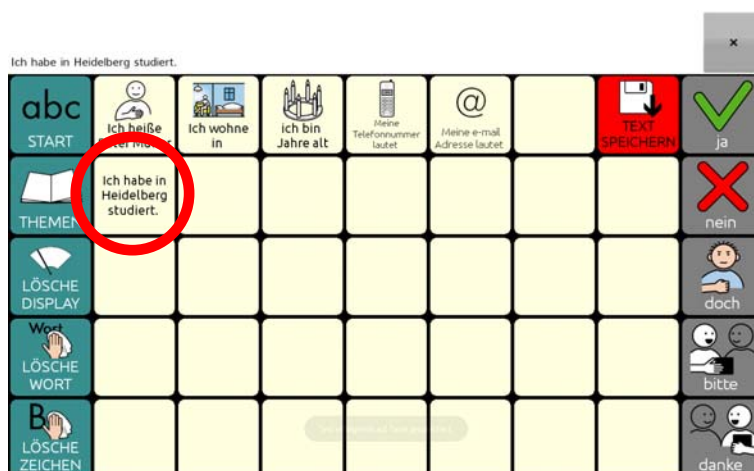 ×
Ich habe in Heidelberg studiert.
abc
START
Ich heiße
Peter Muster
Ich wohne
in
ich bin
Jahre alt
Meine
Telefonnummer
lautet
@
Meine e-mail
Adresse lautet
TEXT
SPEICHERN
ja
THEMEN
Ich habe in
Heidelberg
studiert.
nein
LÖSCHE
DISPLAY
doch
Wort
LÖSCHE
WORT
bitte
B
LÖSCHE
ZEICHEN
danke